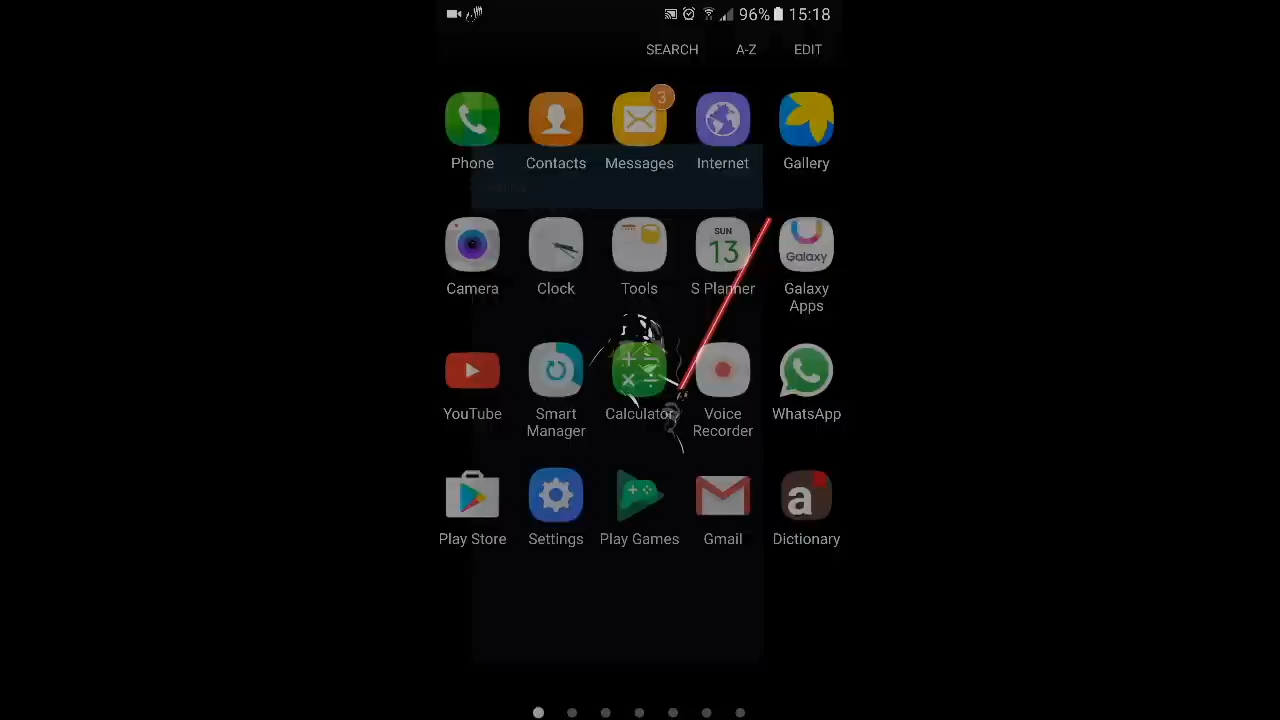 96% 15:18
SEARCH A-Z EDIT
3
Phone Contacts Messages Internet Gallery
SUN
13
Galaxy
Camera Clock Tools S Planner Galaxy
Apps
YouTube Smart Calculator Voice WhatsApp
Manager Recorder
a
Play Store Settings Play Games Gmail Dictionary